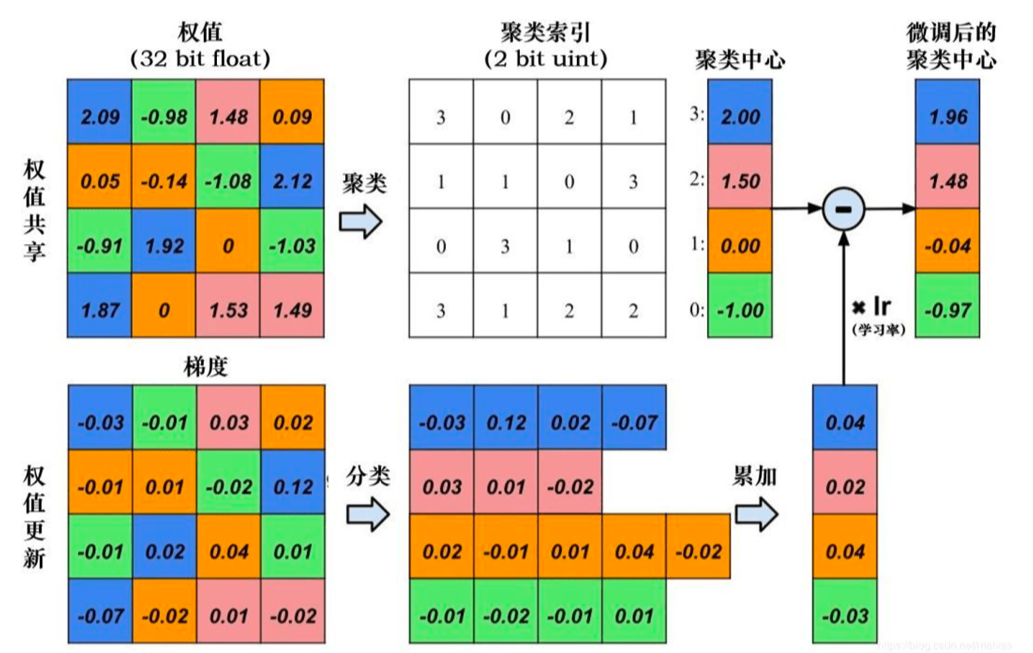 权值
(32 bit float)
聚类索引
(2 bit uint)
聚类中心
微调后的
聚类中心
权值共享
2.09 -0.98 1.48 0.09
0.05 -0.14 -1.08 2.12
-0.91 1.92 0 -1.03
1.87 0 1.53 1.49
聚类
3 0 2 1
1 1 0 3
0 3 1 0
3 1 2 2
3: 2.00
2: 1.50
1: 0.00
0: -1.00
-
× lr
(学习率)
1.96
1.48
-0.04
-0.97
梯度
权值更新
-0.03 -0.01 0.03 0.02
-0.01 0.01 -0.02 0.12
-0.01 0.02 0.04 0.01
-0.07 -0.02 0.01 -0.02
分类
-0.03 0.12 0.02 -0.07
0.03 0.01 -0.02
0.02 -0.01 0.01 0.04 -0.02
-0.01 -0.02 -0.01 0.01
累加
0.04
0.02
0.04
-0.03